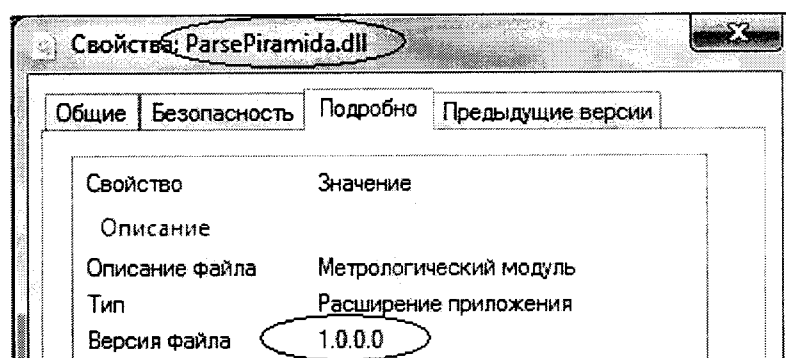 Свойства: ParsePiramida.dll
Общие Безопасность Подробно Предыдущие версии
Свойство Значение
Описание
Описание файла Метрологический модуль
Тип Расширение приложения
Версия файла 1.0.0.0